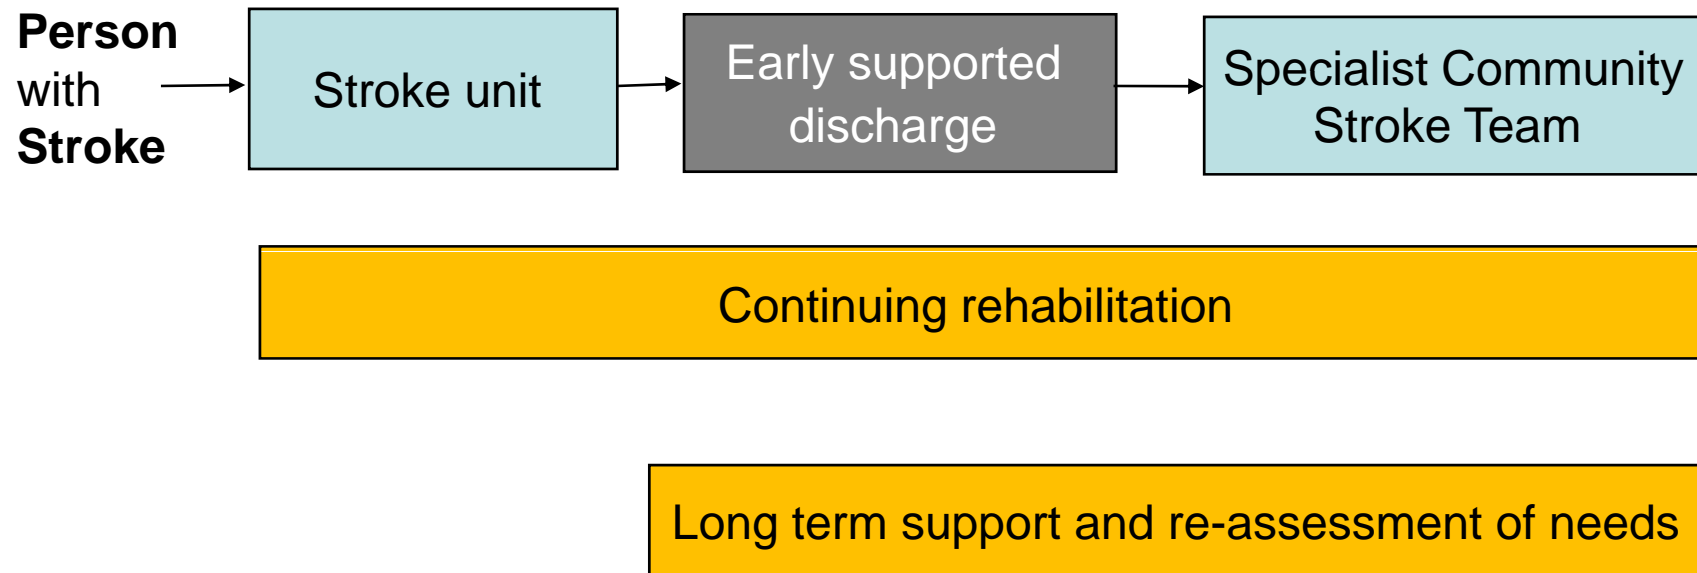 Person
with
Stroke
Stroke unit
Early supported
discharge
Specialist Community
Stroke Team
Continuing rehabilitation
Long term support and re-assessment of needs